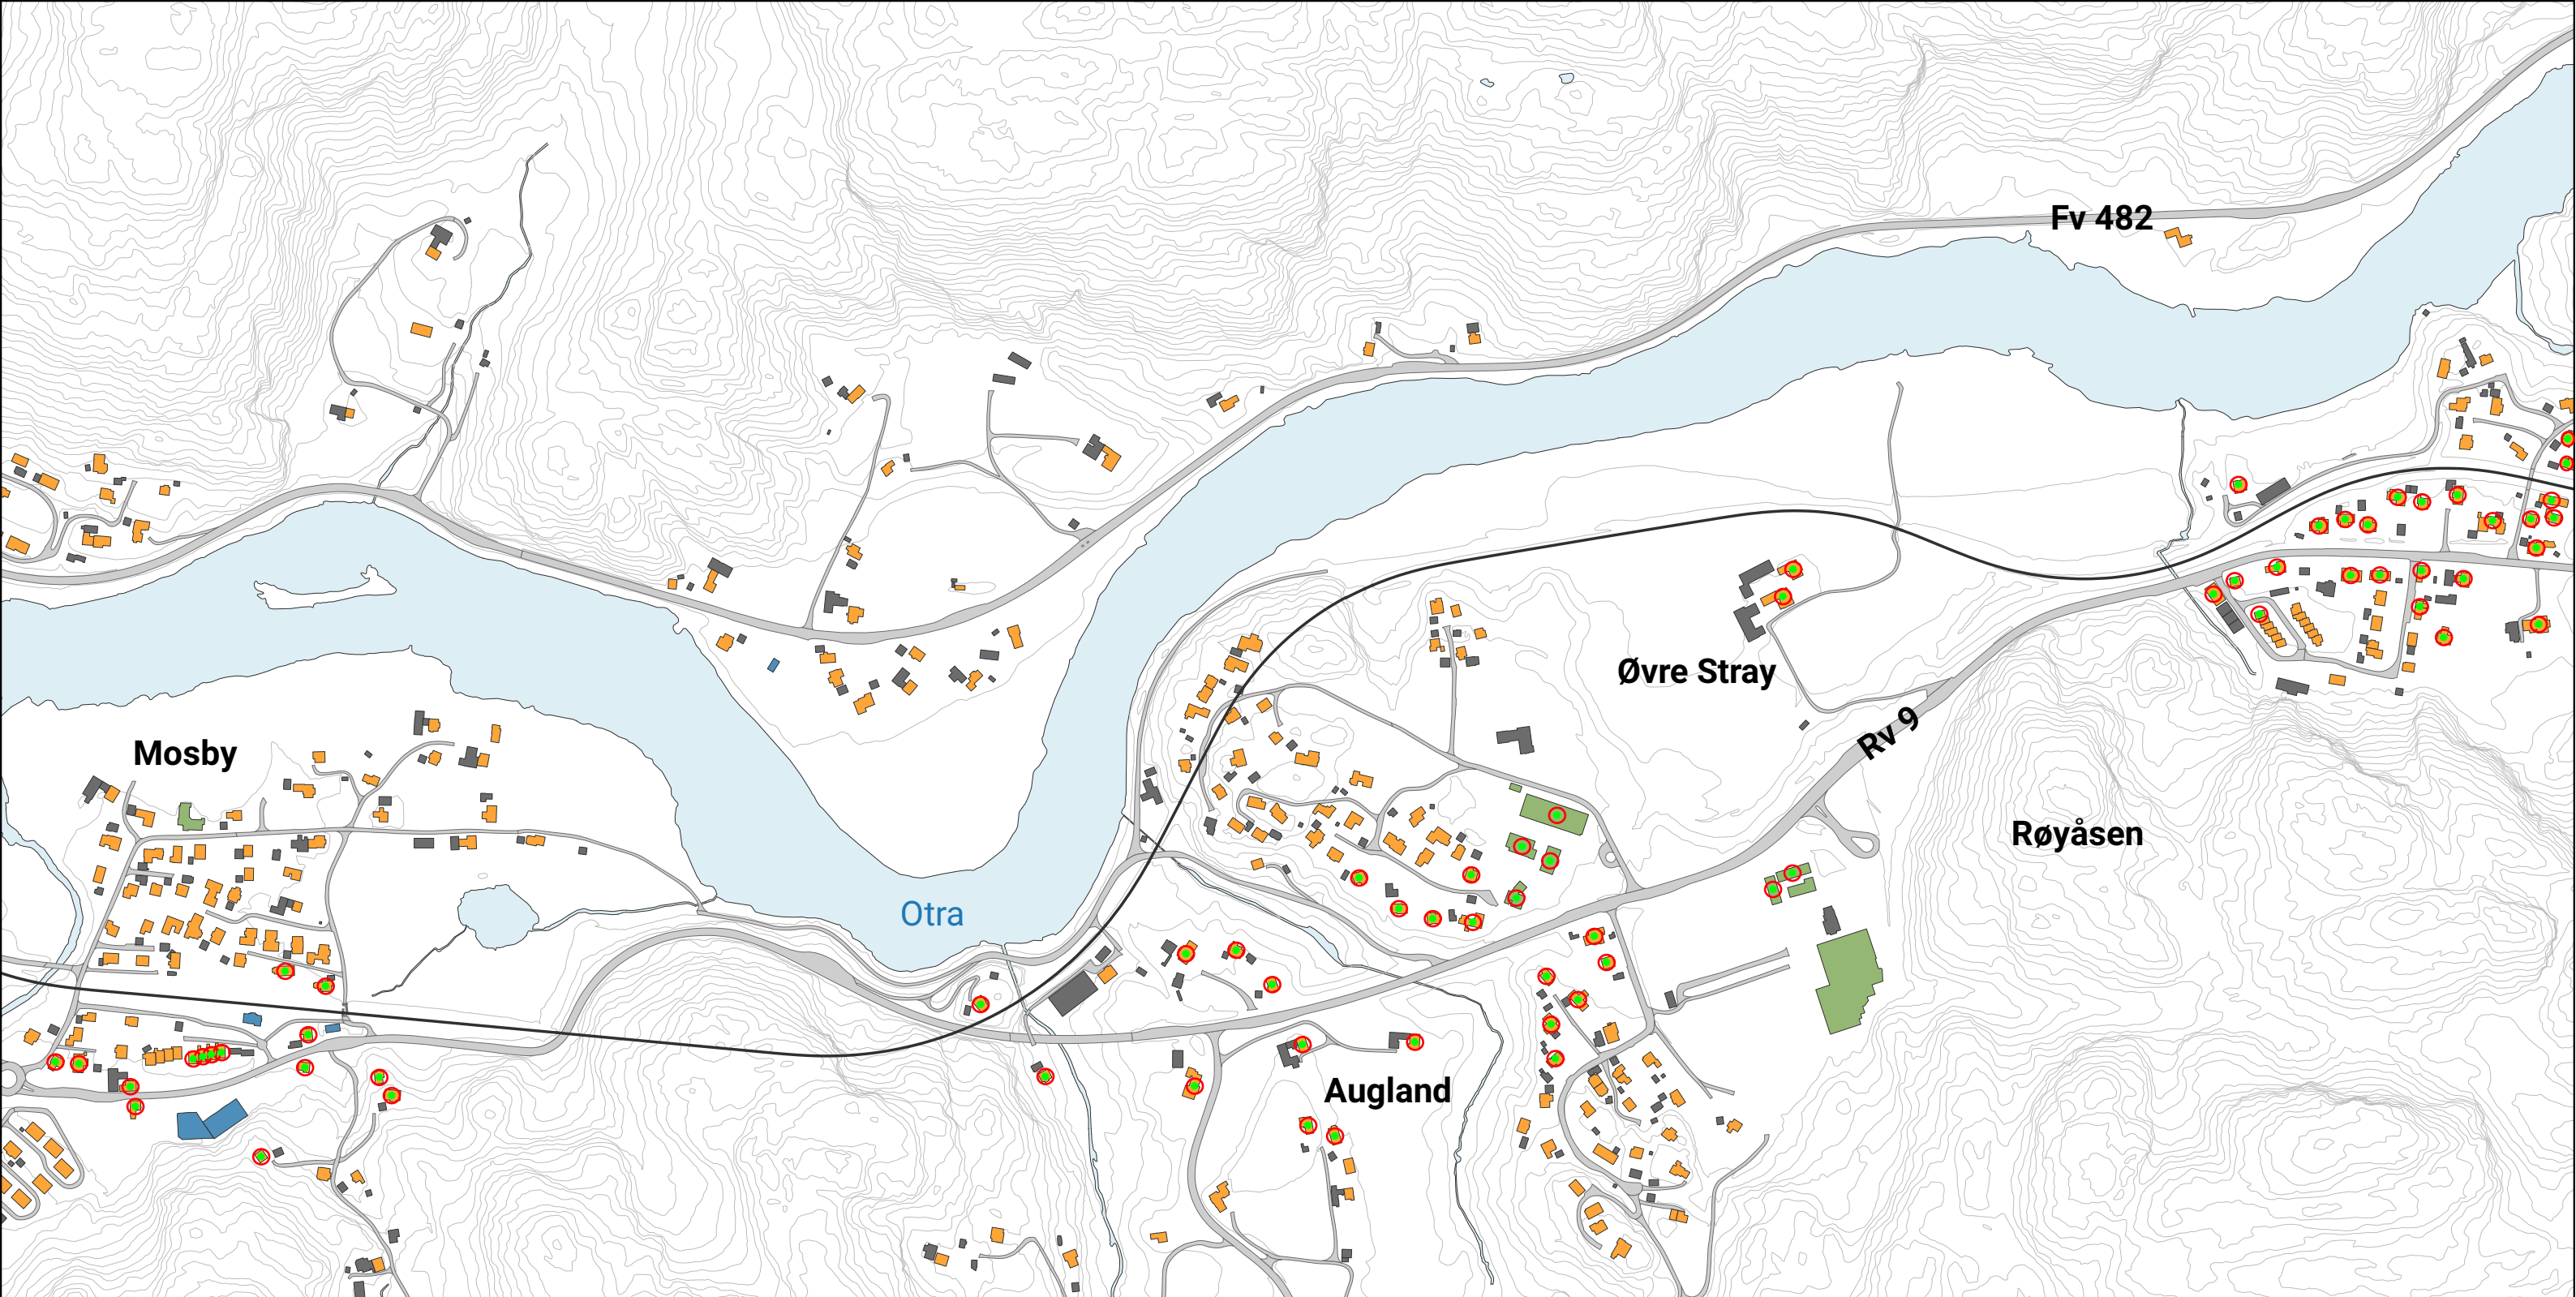 Fv 482
Øvre Stray
Rv 9
Mosby
Røyåsen
Otra
Augland